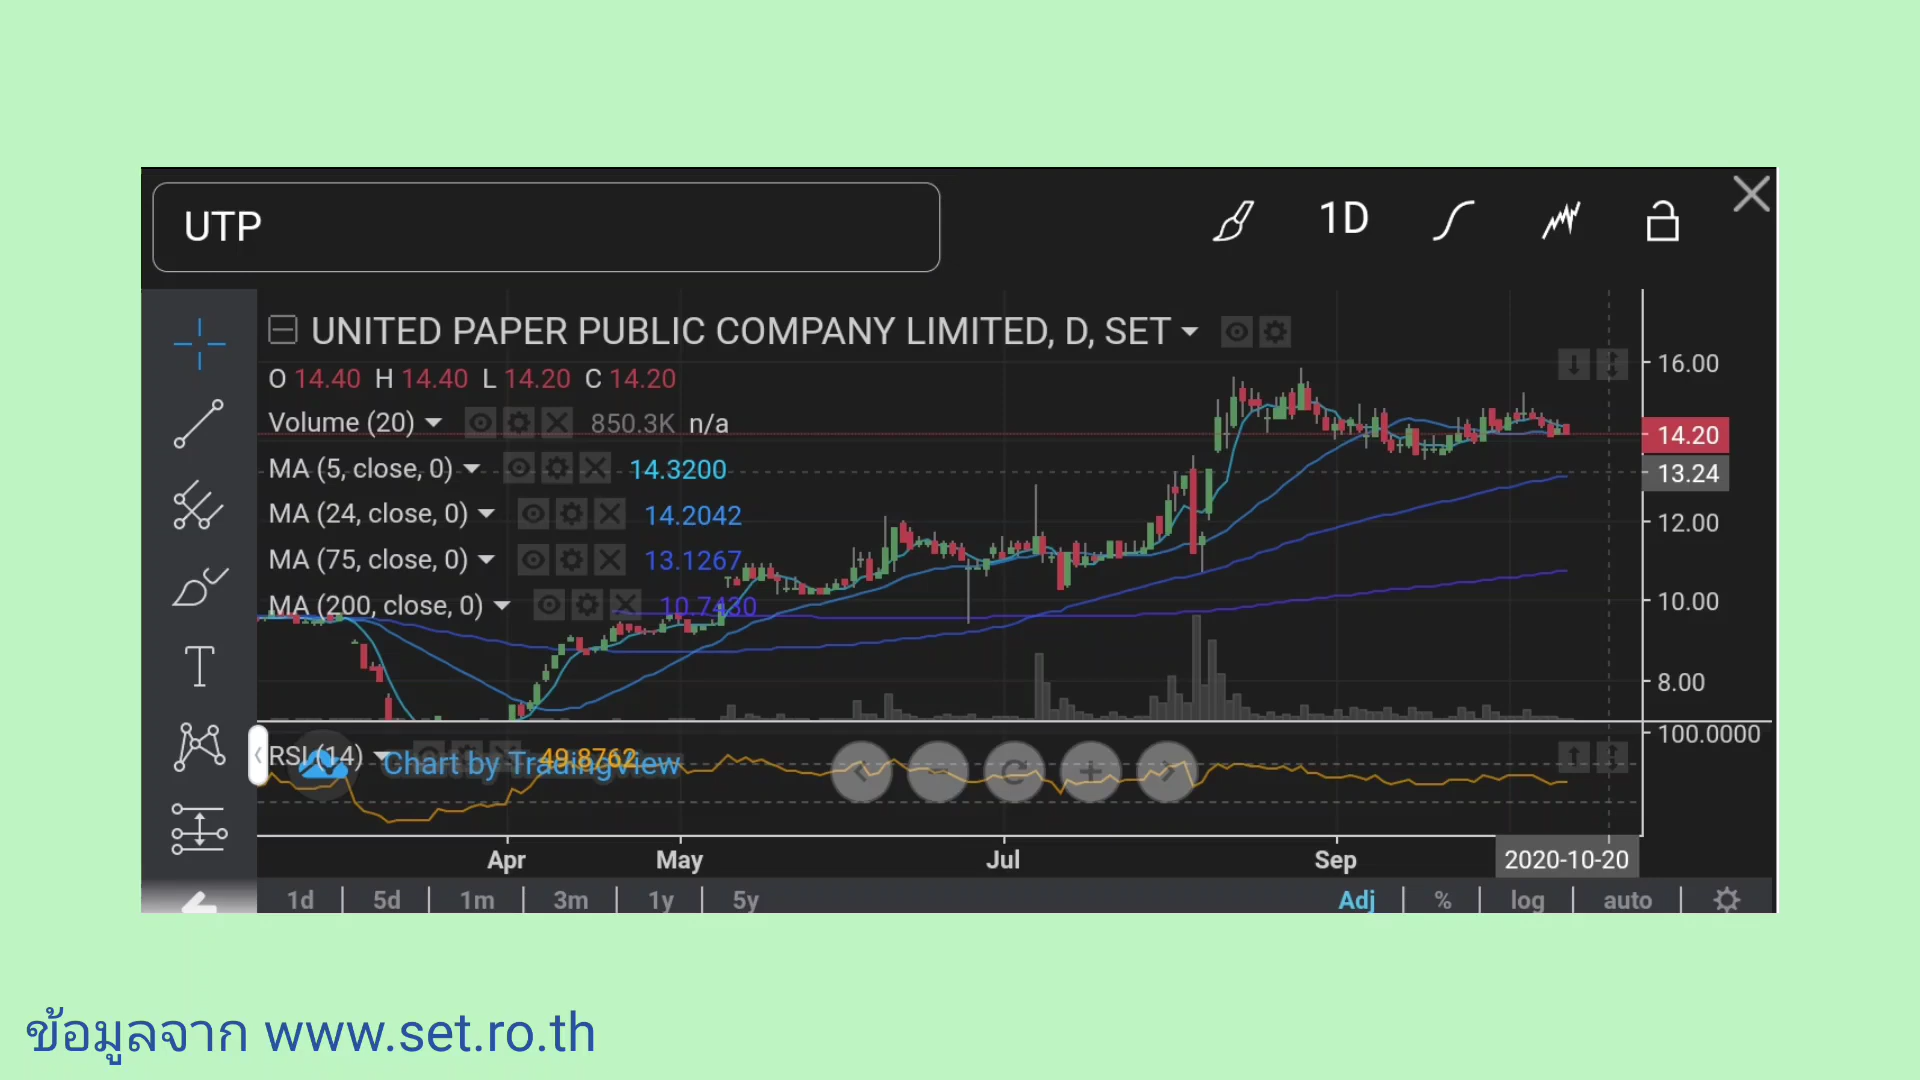 UTP
1D
UNITED PAPER PUBLIC COMPANY LIMITED, D, SET
O 14.40 H 14.40 L 14.20 C 14.20
Volume (20) 850.3K n/a
MA (5, close, 0) 14.3200
MA (24, close, 0) 14.2042
MA (75, close, 0) 13.1267
MA (200, close, 0) 10.7430
16.00
14.20
13.24
12.00
10.00
8.00
RSI (14) 49.8762
Chart by TradingView
100.0000
Apr May Jul Sep 2020-10-20
1d 5d 1m 3m 1y 5y Adj % log auto
ข้อมูลจาก www.set.ro.th